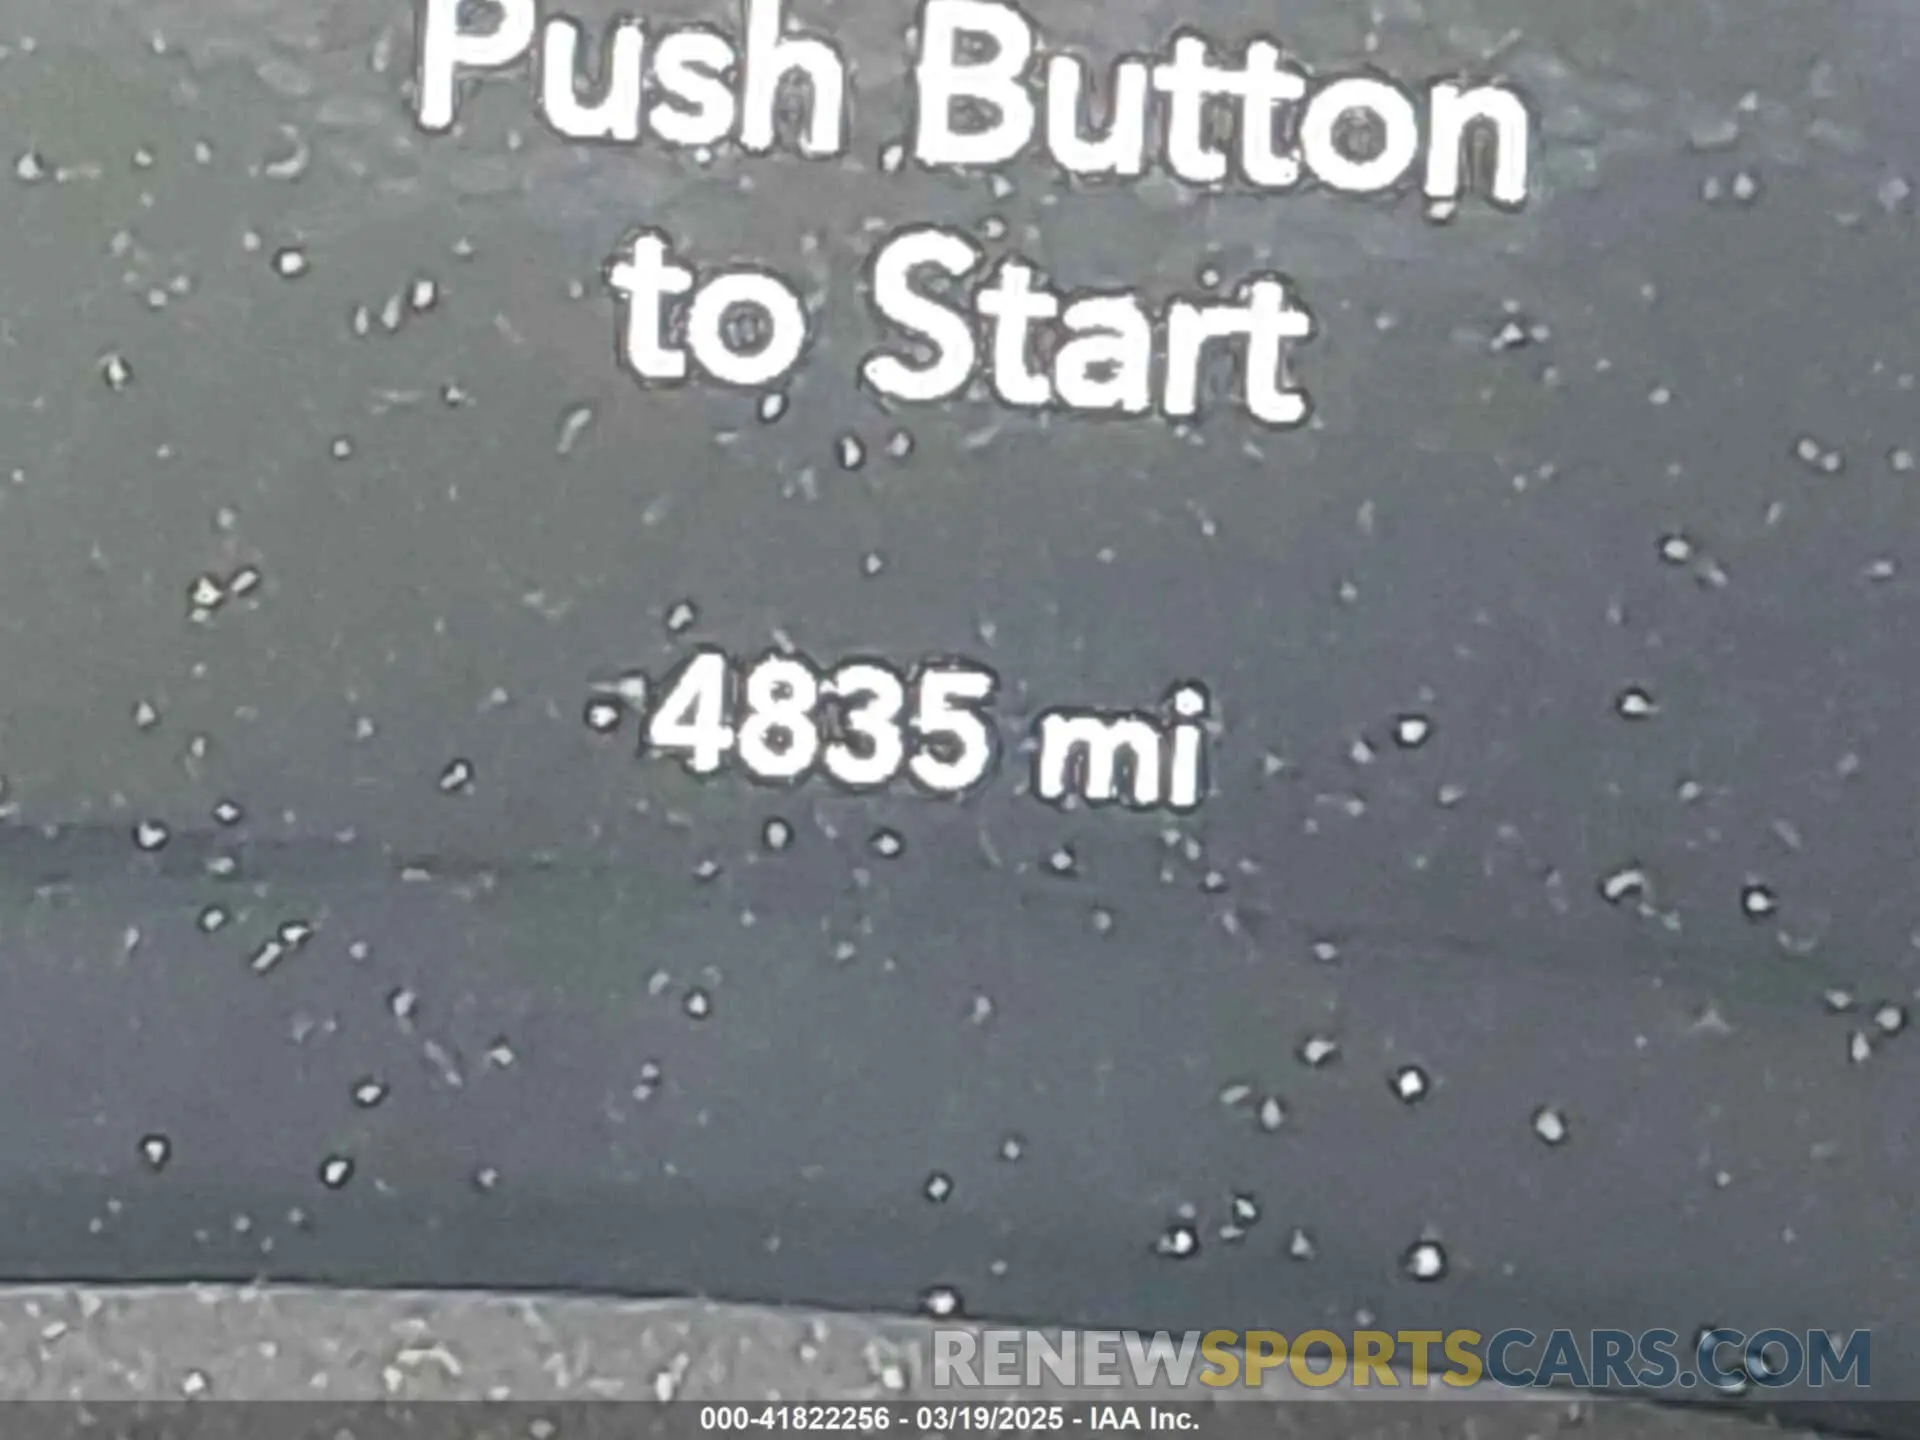 Push Button
to Start
4835 mi
RENEWSPORTSCARS.COM
000-41822256 - 03/19/2025 - IAA Inc.